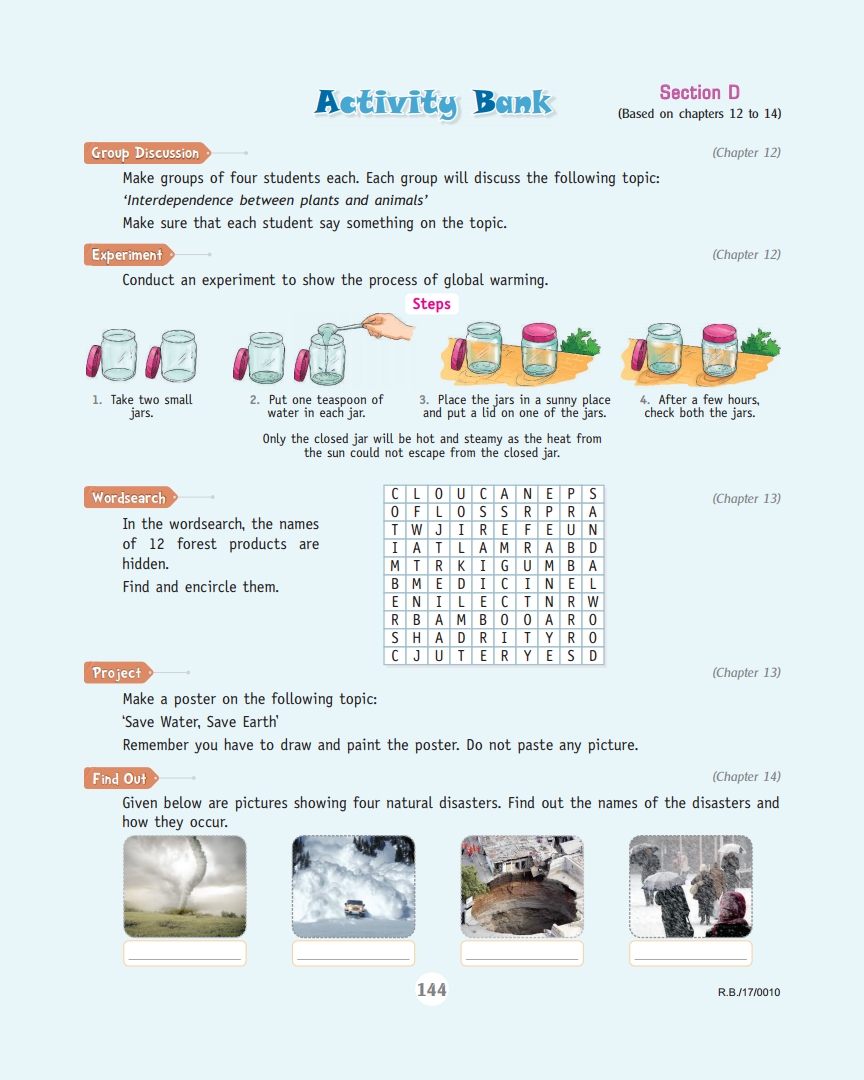 Activity Bank
Section D
(Based on chapters 12 to 14)
Group Discussion
(Chapter 12)
Make groups of four students each. Each group will discuss the following topic:
‘Interdependence between plants and animals’
Make sure that each student say something on the topic.
Experiment
(Chapter 12)
Conduct an experiment to show the process of global warming.
Steps
1. Take two small
jars.
2. Put one teaspoon of
water in each jar.
3. Place the jars in a sunny place
and put a lid on one of the jars.
4. After a few hours,
check both the jars.
Only the closed jar will be hot and steamy as the heat from
the sun could not escape from the closed jar.
Wordsearch
(Chapter 13)
In the wordsearch, the names
of 12 forest products are
hidden.
Find and encircle them.
C L O U C A N E P S
O F L O S S R P R A
T W J I R E F E U N
I A T L A M R A B D
M T R K I G U M B A
B M E D I C I N E L
E N I L E C T N R W
R B A M B O O A R O
S H A D R I T Y R O
C J U T E R Y E S D
Project
(Chapter 13)
Make a poster on the following topic:
‘Save Water, Save Earth’
Remember you have to draw and paint the poster. Do not paste any picture.
Find Out
(Chapter 14)
Given below are pictures showing four natural disasters. Find out the names of the disasters and
how they occur.
144
R.B./17/0010